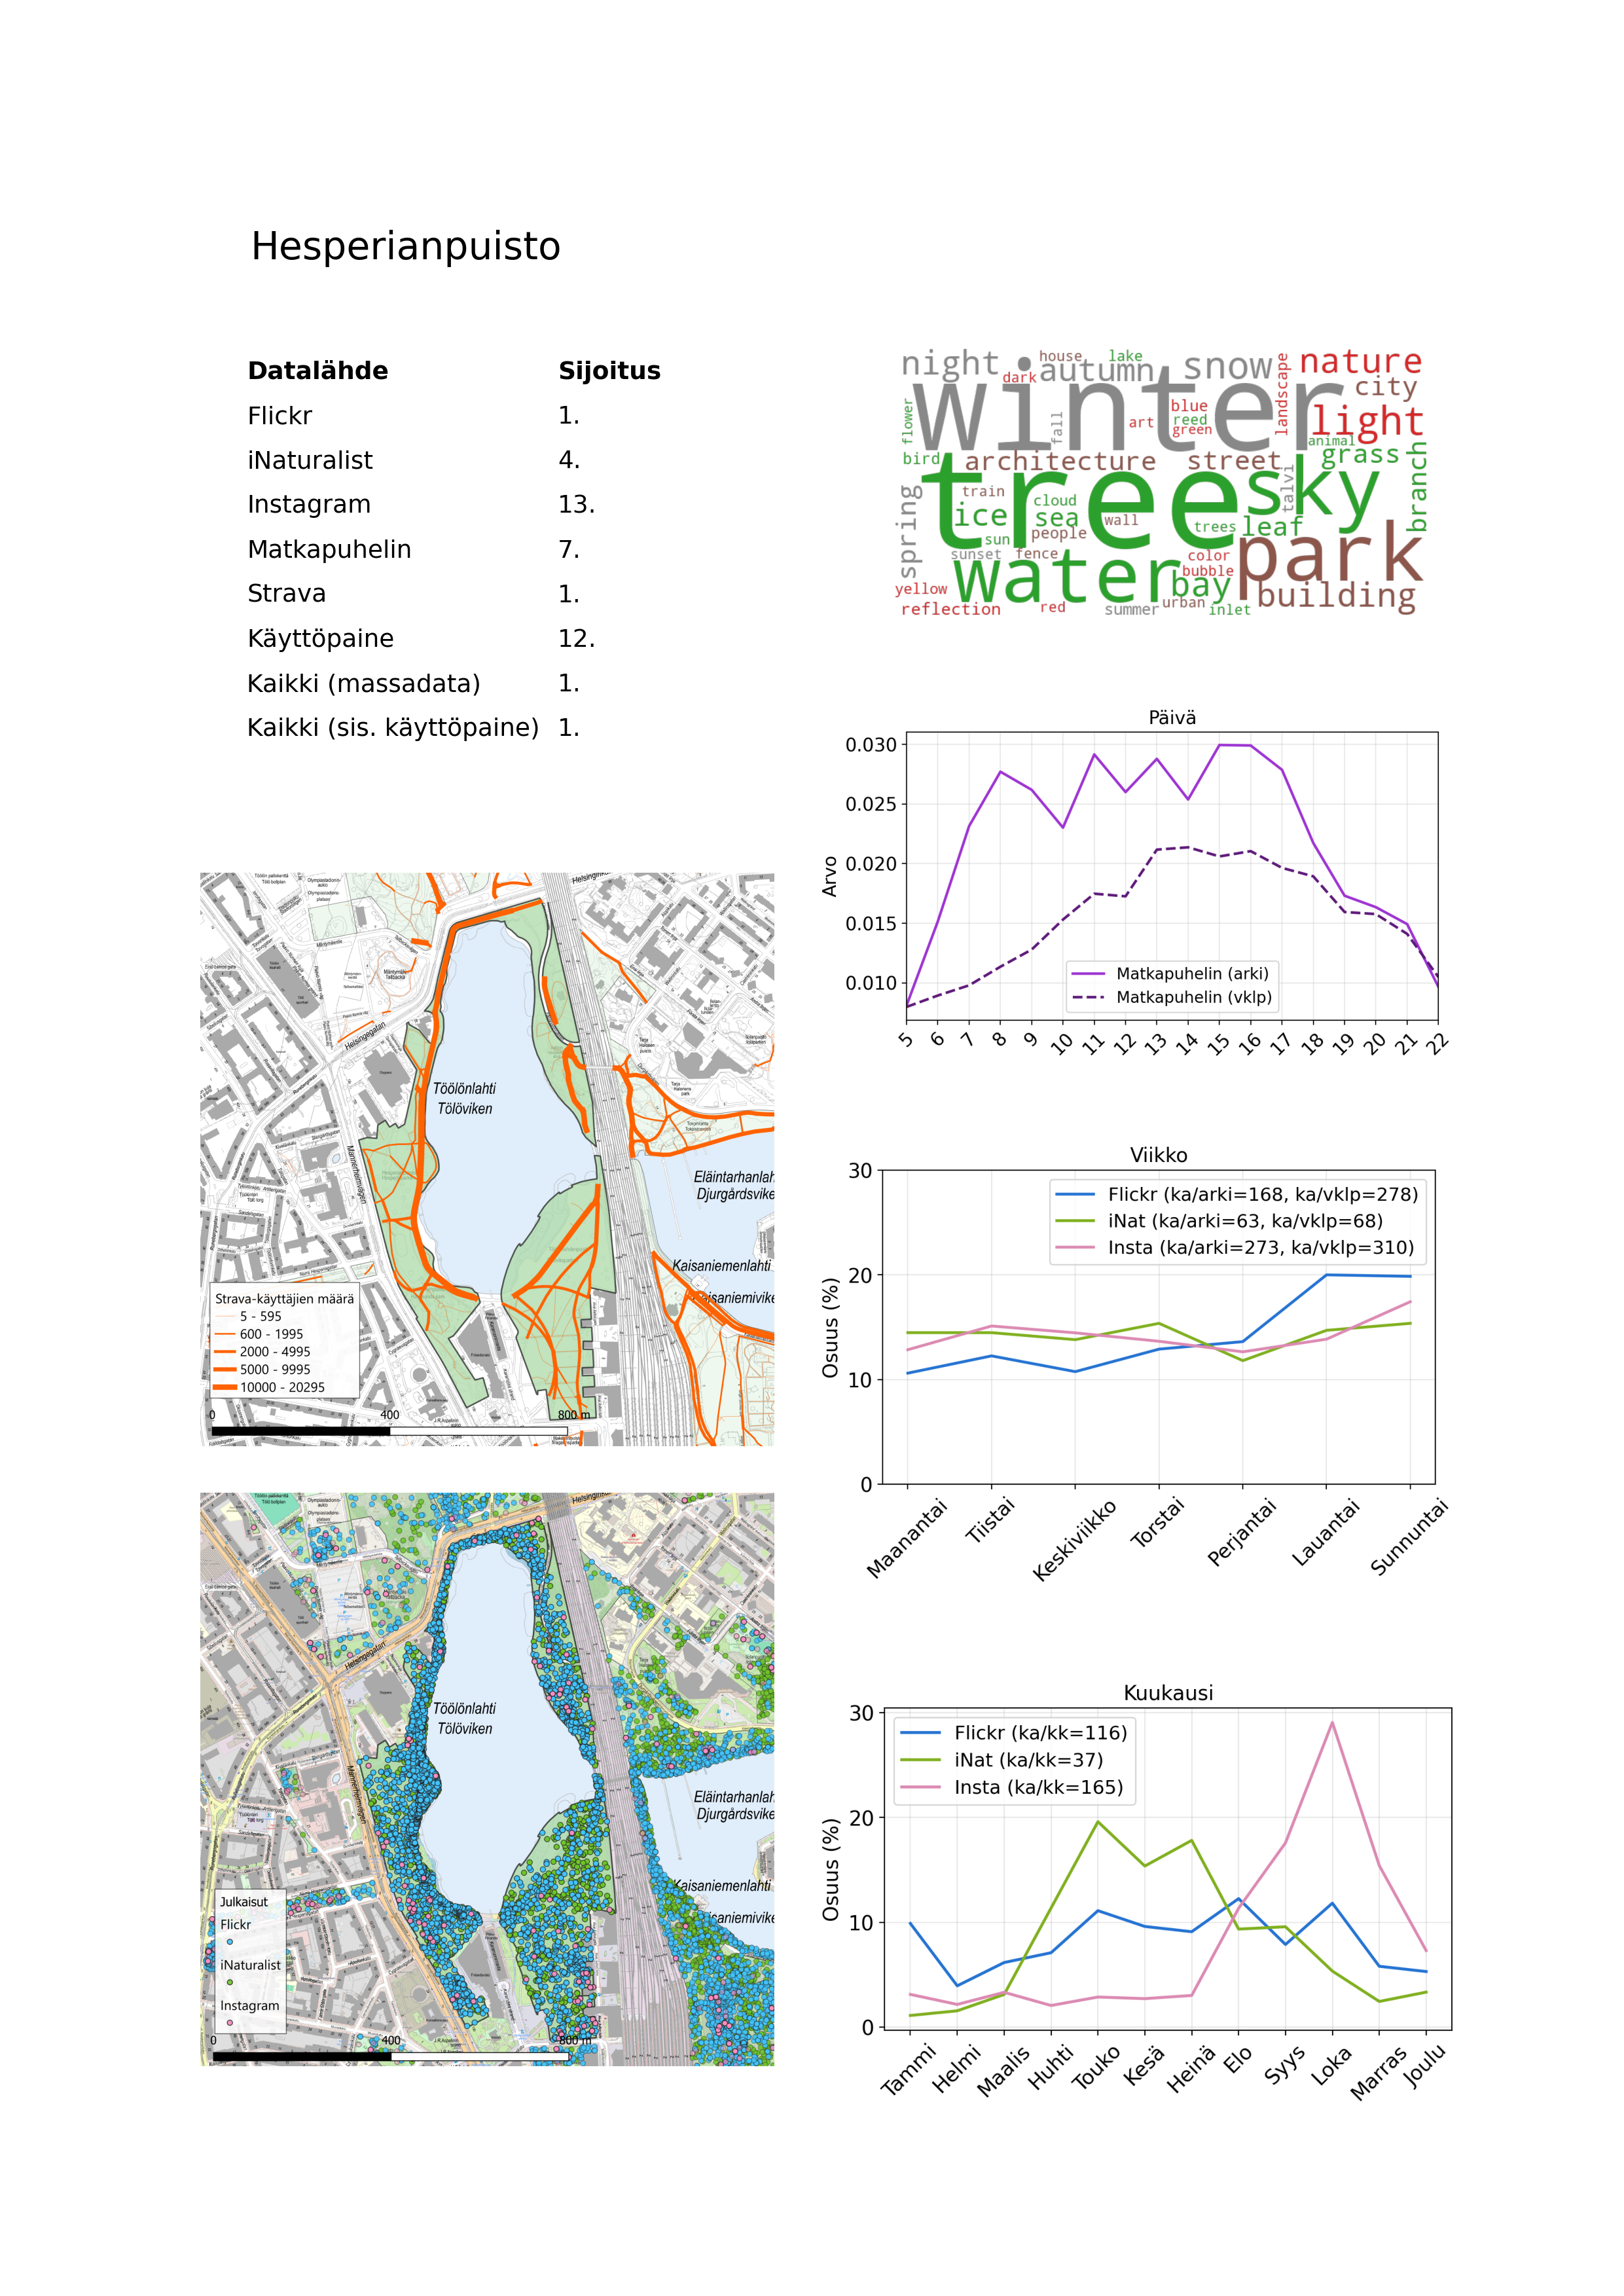 Hesperianpuisto
Datalähde Sijoitus
Flickr 1.
iNaturalist 4.
Instagram 13.
Matkapuhelin 7.
Strava 1.
Käyttöpaine 12.
Kaikki (massadata) 1.
Kaikki (sis. käyttöpaine) 1.
night house lake autumn snow nature
dark winter landscape city
flower fall art blue reed green light
animal
bird architecture street grass branch
tree sky talvi
spring train cloud
ice sea wall trees leaf
sun people park
sunset fence color
water bubble bay building
yellow
reflection red summer urban inlet
Päivä
Arvo
0.030
0.025
0.020
0.015
0.010
Matkapuhelin (arki)
Matkapuhelin (vklp)
5 6 7 8 9 10 11 12 13 14 15 16 17 18 19 20 21 22
Helsingegatan
Mannerheimvägen
Töölönlahti
Tölöviken
Eläintarhanlah
Djurgårdsvike
Kaisaniemenlahti
Kaisaniemivike
Strava-käyttäjien määrä
5 - 595
600 - 1995
2000 - 4995
5000 - 9995
10000 - 20295
0 400 800 m
Viikko
Osuus (%)
30
20
10
0
Flickr (ka/arki=168, ka/vklp=278)
iNat (ka/arki=63, ka/vklp=68)
Insta (ka/arki=273, ka/vklp=310)
Maanantai Tiistai Keskiviikko Torstai Perjantai Lauantai Sunnuntai
Helsingegatan
Mannerheimvägen
Töölönlahti
Tölöviken
Eläintarhanlah
Djurgårdsvike
Kaisaniemenlahti
isaniemivike
Julkaisut
Flickr
iNaturalist
Instagram
0 400 800 m
Kuukausi
Osuus (%)
30
20
10
0
Flickr (ka/kk=116)
iNat (ka/kk=37)
Insta (ka/kk=165)
Tammi Helmi Maalis Huhti Touko Kesä Heinä Elo Syys Loka Marras Joulu